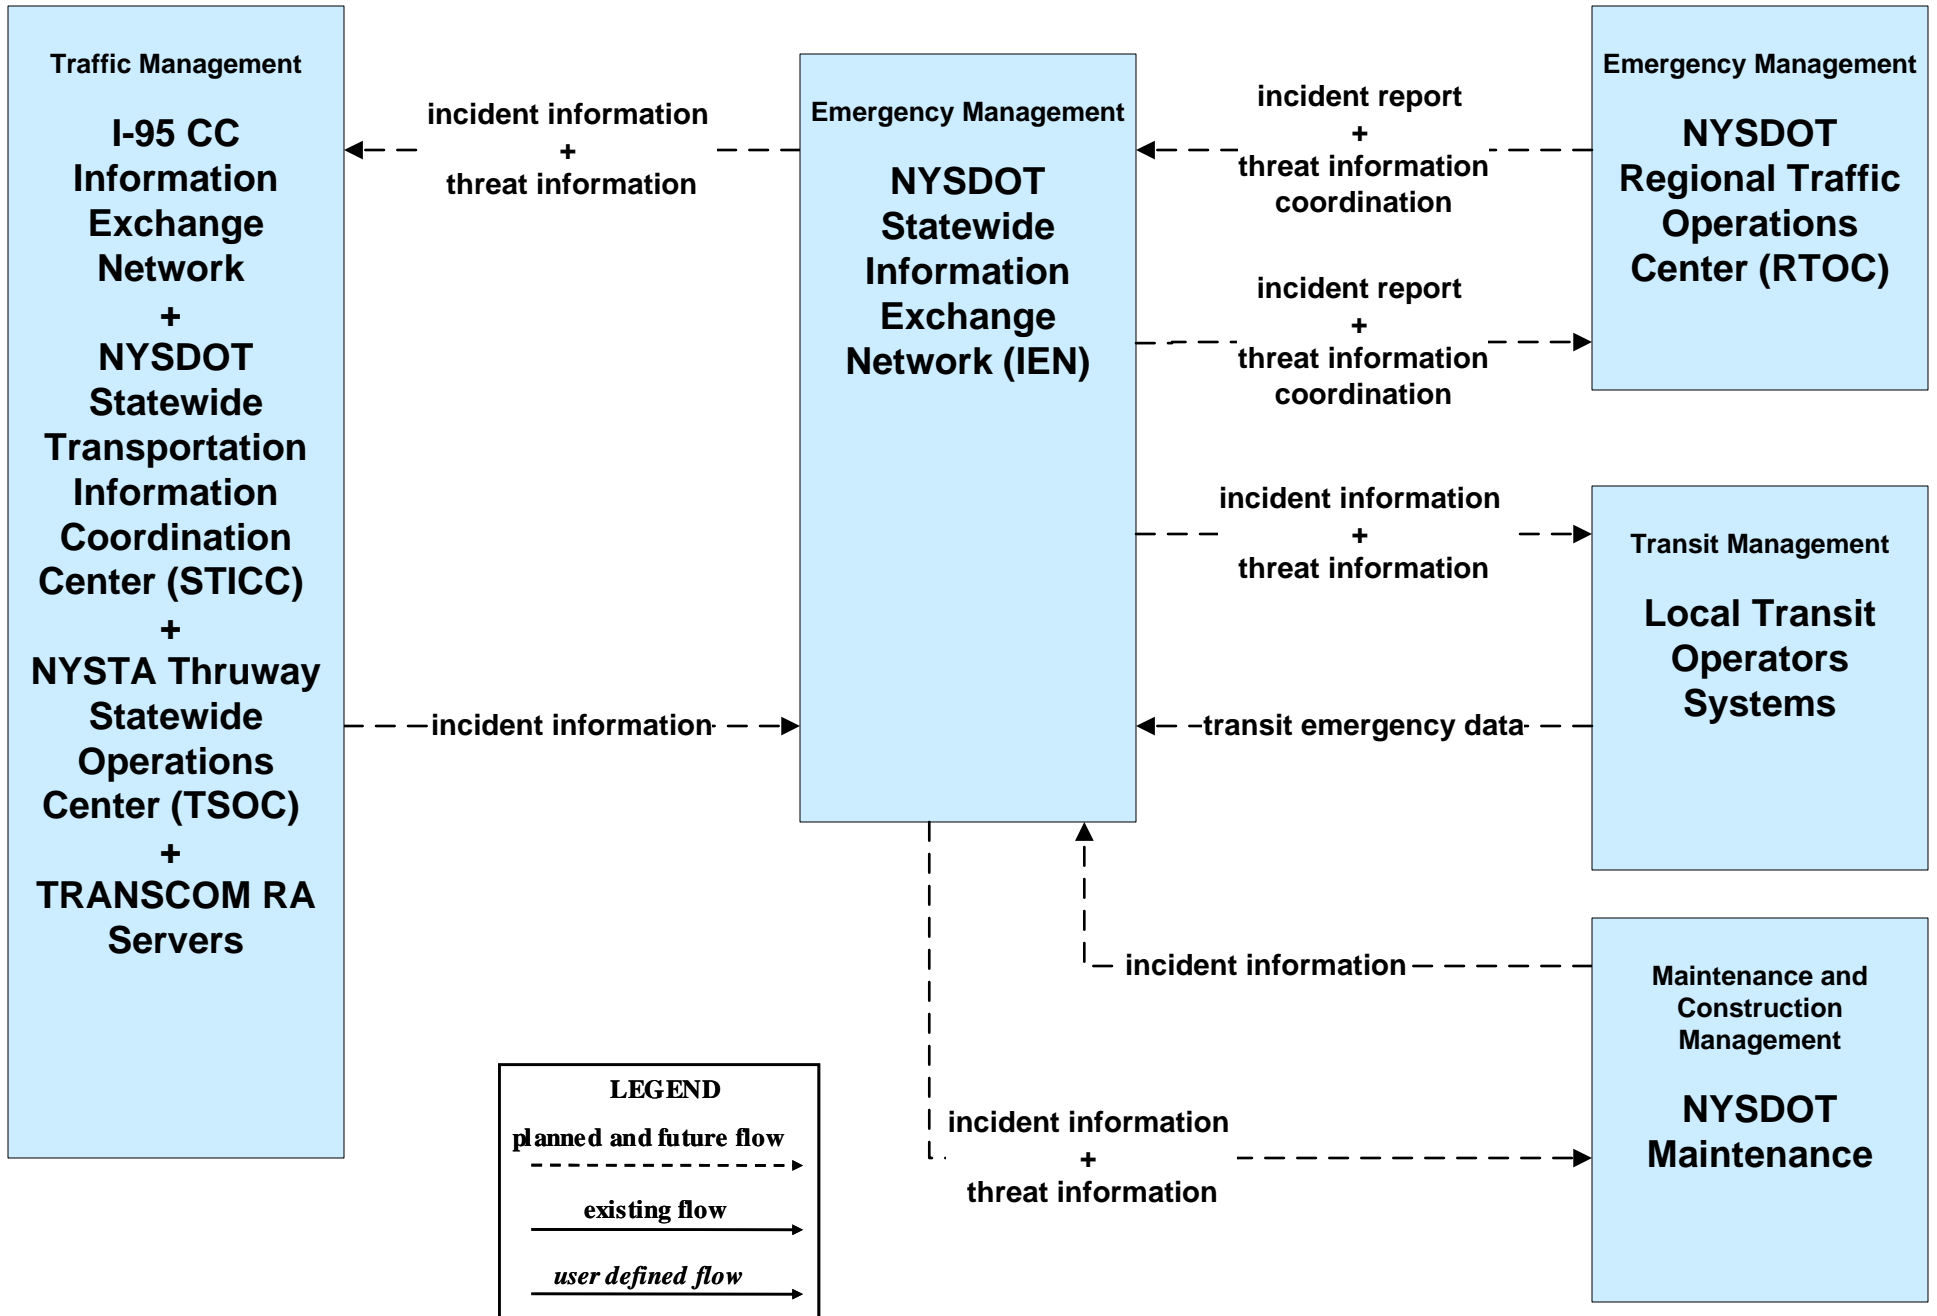 Traffic Management
I-95 CC
Information
Exchange
Network
+
NYSDOT
Statewide
Transportation
Information
Coordination
Center (STICC)
+
NYSTA Thruway
Statewide
Operations
Center (TSOC)
+
TRANSCOM RA
Servers
incident information
+
threat information
incident information
Emergency Management
NYSDOT
Statewide
Information
Exchange
Network (IEN)
incident report
+
threat information
coordination
incident report
+
threat information
coordination
incident information
+
threat information
transit emergency data
incident information
incident information
+
threat information
Emergency Management
NYSDOT
Regional Traffic
Operations
Center (RTOC)
Transit Management
Local Transit
Operators
Systems
Maintenance and
Construction
Management
NYSDOT
Maintenance
LEGEND
planned and future flow
existing flow
user defined flow